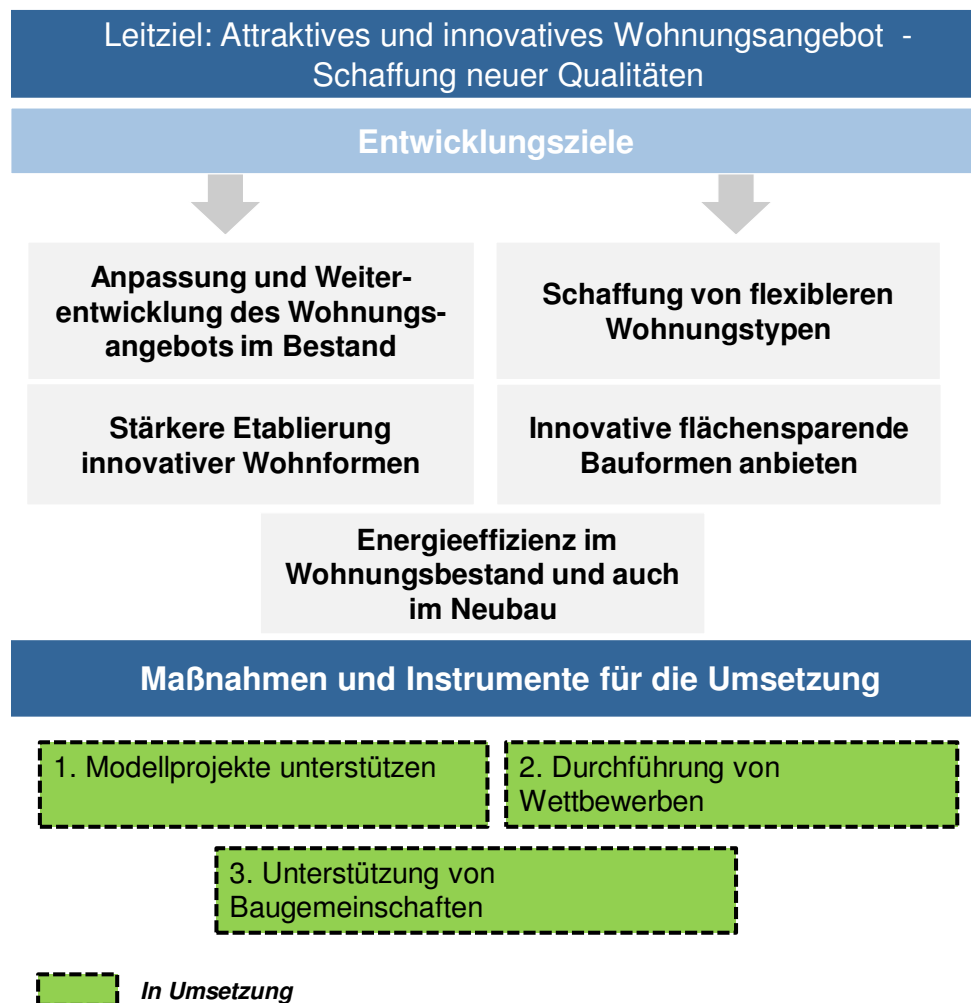 Leitziel: Attraktives und innovatives Wohnungsangebot -
Schaffung neuer Qualitäten
Entwicklungsziele
Anpassung und Weiter-
entwicklung des Wohnungs-
angebots im Bestand
Schaffung von flexibleren
Wohnungstypen
Stärkere Etablierung
innovativer Wohnformen
Innovative flächensparende
Bauformen anbieten
Energieeffizienz im
Wohnungsbestand und auch
im Neubau
Maßnahmen und Instrumente für die Umsetzung
1. Modellprojekte unterstützen
2. Durchführung von
Wettbewerben
3. Unterstützung von
Baugemeinschaften
In Umsetzung